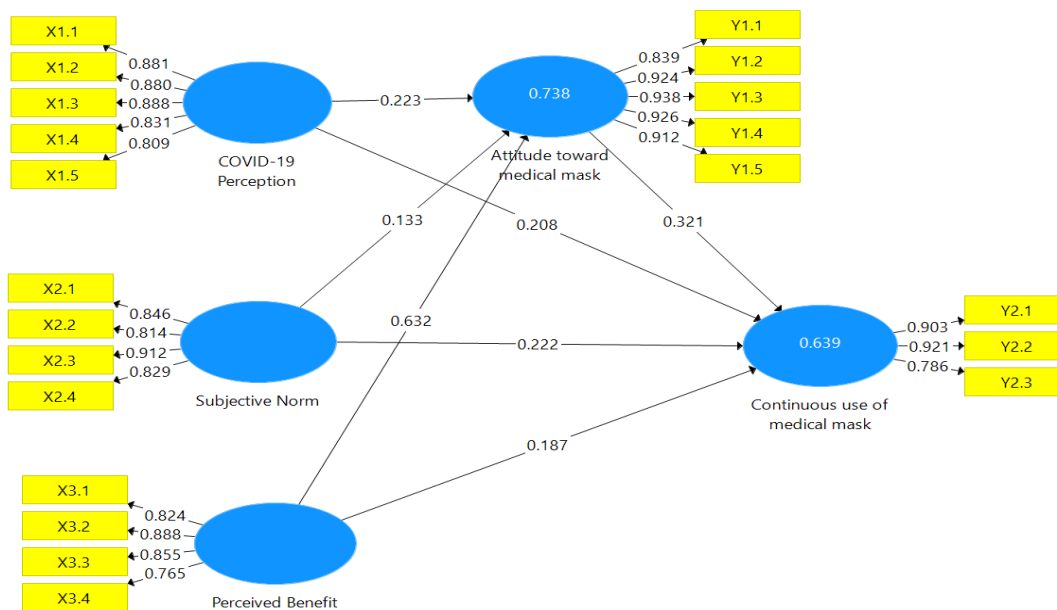 X1.1
X1.2
X1.3
X1.4
X1.5
0.881
0.880
0.888
0.831
0.809
COVID-19
Perception
0.223
0.738
Attitude toward
medical mask
0.839
0.924
0.938
0.926
0.912
Y1.1
Y1.2
Y1.3
Y1.4
Y1.5
0.133
0.208
0.321
X2.1
X2.2
X2.3
X2.4
0.846
0.814
0.912
0.829
Subjective Norm
0.632
0.222
0.639
Continuous use of
medical mask
0.903
0.921
0.786
Y2.1
Y2.2
Y2.3
0.187
X3.1
X3.2
X3.3
X3.4
0.824
0.888
0.855
0.765
Perceived Benefit